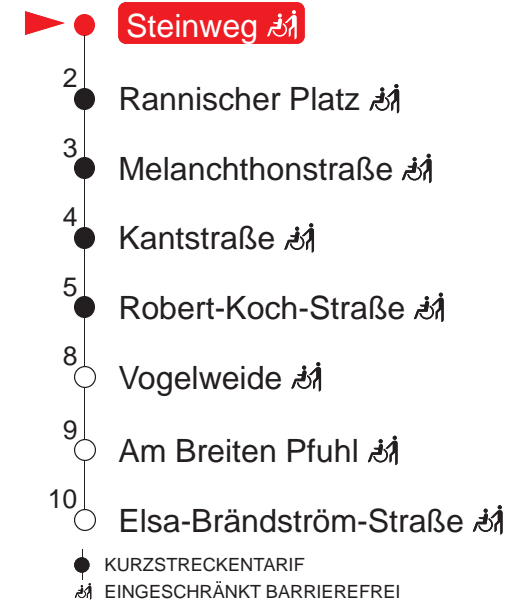 Steinweg
2 Rannischer Platz
3 Melanchthonstraße
4 Kantstraße
5 Robert-Koch-Straße
8 Vogelweide
9 Am Breiten Pfuhl
10 Elsa-Brändström-Straße
KURZSTRECKENTARIF
EINGESCHRÄNKT BARRIEREFREI